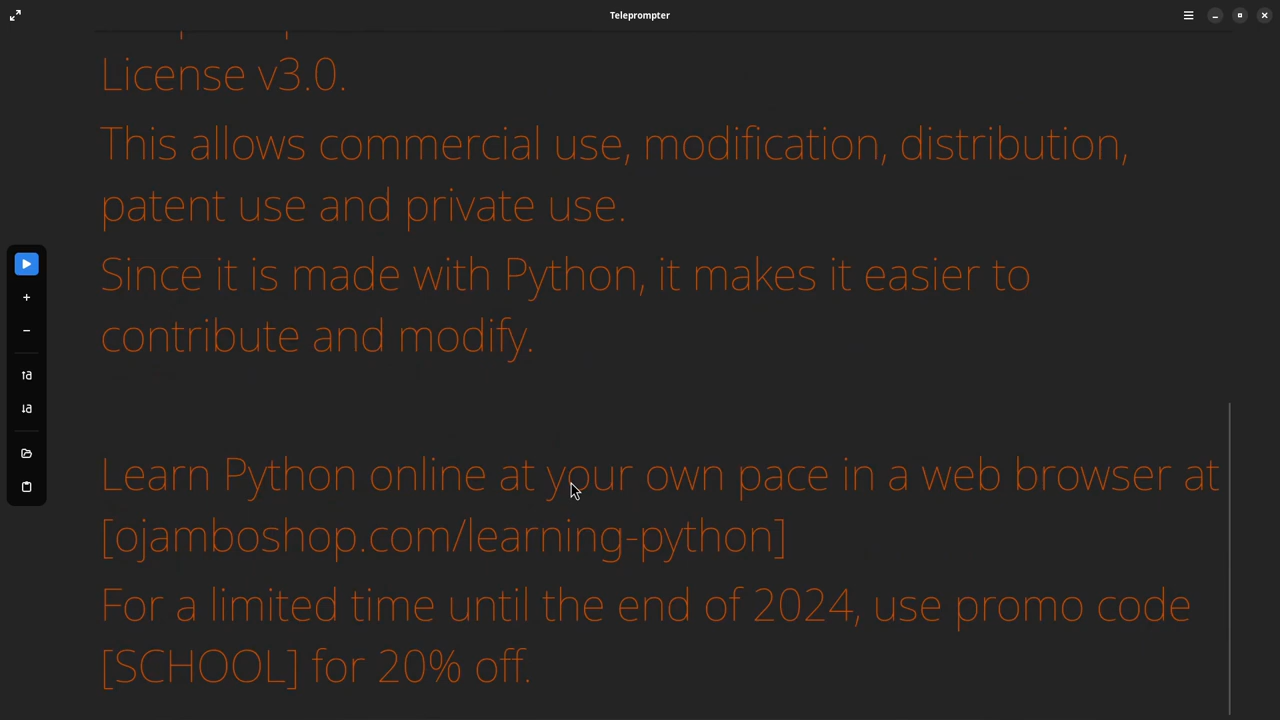 Teleprompter
License v3.0.
This allows commercial use, modification, distribution,
patent use and private use.
Since it is made with Python, it makes it easier to
contribute and modify.
Learn Python online at your own pace in a web browser at
[ojamboshop.com/learning-python]
For a limited time until the end of 2024, use promo code
[SCHOOL] for 20% off.